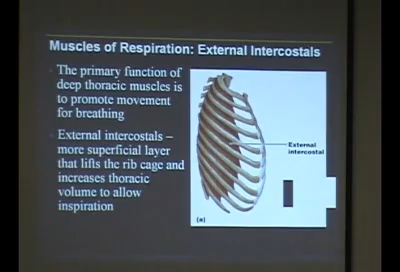 Muscles of Respiration: External Intercostals
The primary function of
deep thoracic muscles is
to promote movement
for breathing
External intercostals –
more superficial layer
that lifts the rib cage and
increases thoracic
volume to allow
inspiration
External
intercostal
(a)